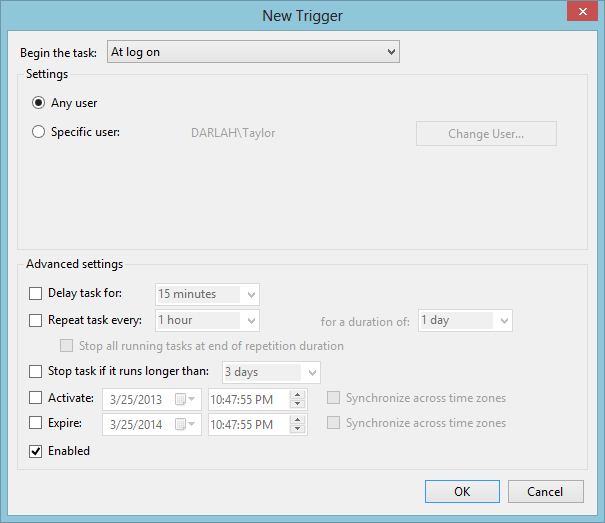 New Trigger
Begin the task: At log on
Settings
Any user
Specific user: DARLAH\Taylor Change User...
Advanced settings
Delay task for: 15 minutes
Repeat task every: 1 hour for a duration of: 1 day
Stop all running tasks at end of repetition duration
Stop task if it runs longer than: 3 days
Activate: 3/25/2013 10:47:55 PM Synchronize across time zones
Expire: 3/25/2014 10:47:55 PM Synchronize across time zones
Enabled
OK Cancel